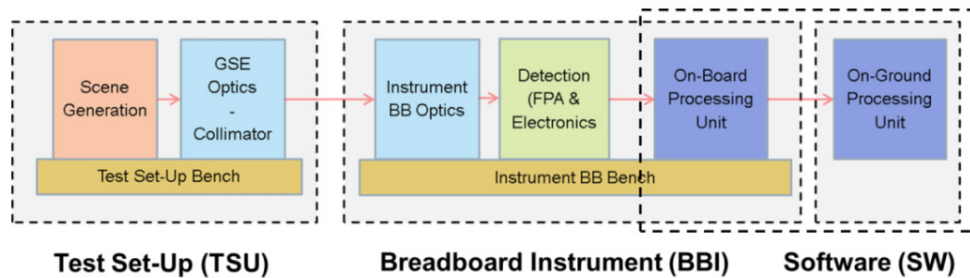 Scene
Generation
GSE
Optics
-
Collimator
Test Set-Up Bench
Instrument
BB Optics
Detection
(FPA &
Electronics
On-Board
Processing
Unit
Instrument BB Bench
On-Ground
Processing
Unit
Test Set-Up (TSU)
Breadboard Instrument (BBI)
Software (SW)